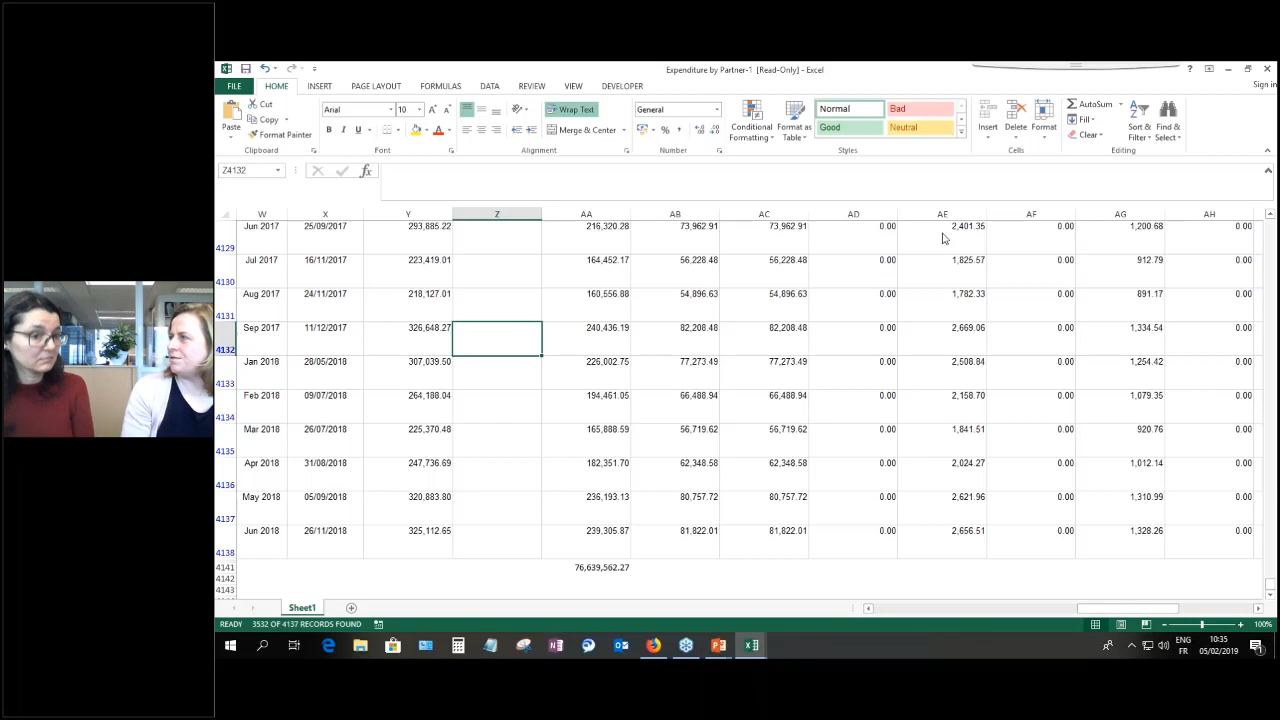 Expenditure by Partner-1 [Read-Only] - Excel
Sign in
FILE HOME INSERT PAGE LAYOUT FORMULAS DATA REVIEW VIEW DEVELOPER
Paste
Cut
Copy
Format Painter
Clipboard
Arial 10
B I U
Font
Wrap Text
Merge & Center
Alignment
General
Number
Conditional Formatting
Format as Table
Normal Bad
Good Neutral
Styles
Insert Delete Format
Cells
AutoSum
Fill
Clear
Sort & Filter
Find & Select
Editing
Z4132 fx
W X Y Z AA AB AC AD AE AF AG AH
4129 Jun 2017 25/09/2017 293,885.22 216,320.28 73,962.91 73,962.91 0.00 2,401.35 0.00 1,200.68 0.00
4130 Jul 2017 16/11/2017 223,419.01 164,452.17 56,228.48 56,228.48 0.00 1,825.57 0.00 912.79 0.00
4131 Aug 2017 24/11/2017 218,127.01 160,556.88 54,896.63 54,896.63 0.00 1,782.33 0.00 891.17 0.00
4132 Sep 2017 11/12/2017 326,648.27 240,436.19 82,208.48 82,208.48 0.00 2,669.06 0.00 1,334.54 0.00
4133 Jan 2018 28/05/2018 307,039.50 226,002.75 77,273.49 77,273.49 0.00 2,508.84 0.00 1,254.42 0.00
4134 Feb 2018 09/07/2018 264,188.04 194,461.05 66,488.94 66,488.94 0.00 2,158.70 0.00 1,079.35 0.00
4135 Mar 2018 26/07/2018 225,370.48 165,888.59 56,719.62 56,719.62 0.00 1,841.51 0.00 920.76 0.00
4136 Apr 2018 31/08/2018 247,736.69 182,351.70 62,348.58 62,348.58 0.00 2,024.27 0.00 1,012.14 0.00
4137 May 2018 05/09/2018 320,883.80 236,193.13 80,757.72 80,757.72 0.00 2,621.96 0.00 1,310.99 0.00
4138 Jun 2018 26/11/2018 325,112.65 239,305.87 81,822.01 81,822.01 0.00 2,656.51 0.00 1,328.26 0.00
4141 76,639,562.27
4142
4143
Sheet1
READY 3532 OF 4137 RECORDS FOUND 100%
ENG 10:35
FR 05/02/2019